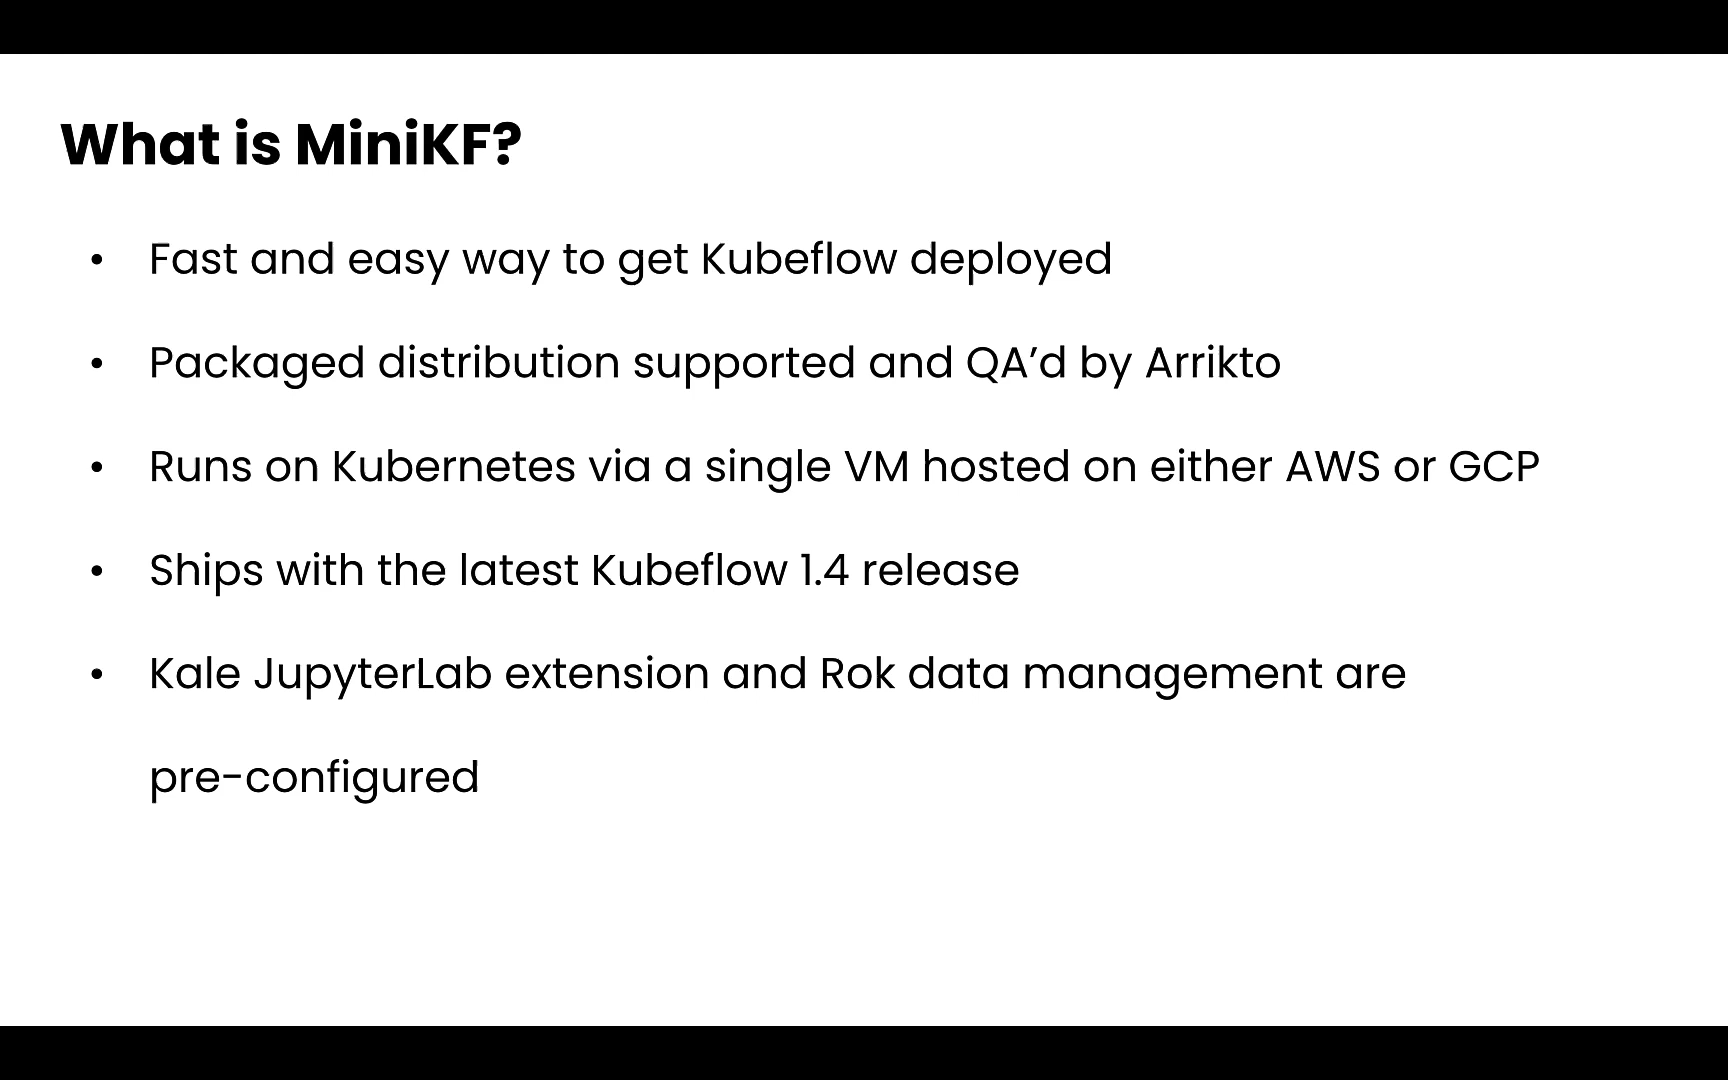 What is MiniKF?
• Fast and easy way to get Kubeflow deployed
• Packaged distribution supported and QA’d by Arrikto
• Runs on Kubernetes via a single VM hosted on either AWS or GCP
• Ships with the latest Kubeflow 1.4 release
• Kale JupyterLab extension and Rok data management are
pre-configured